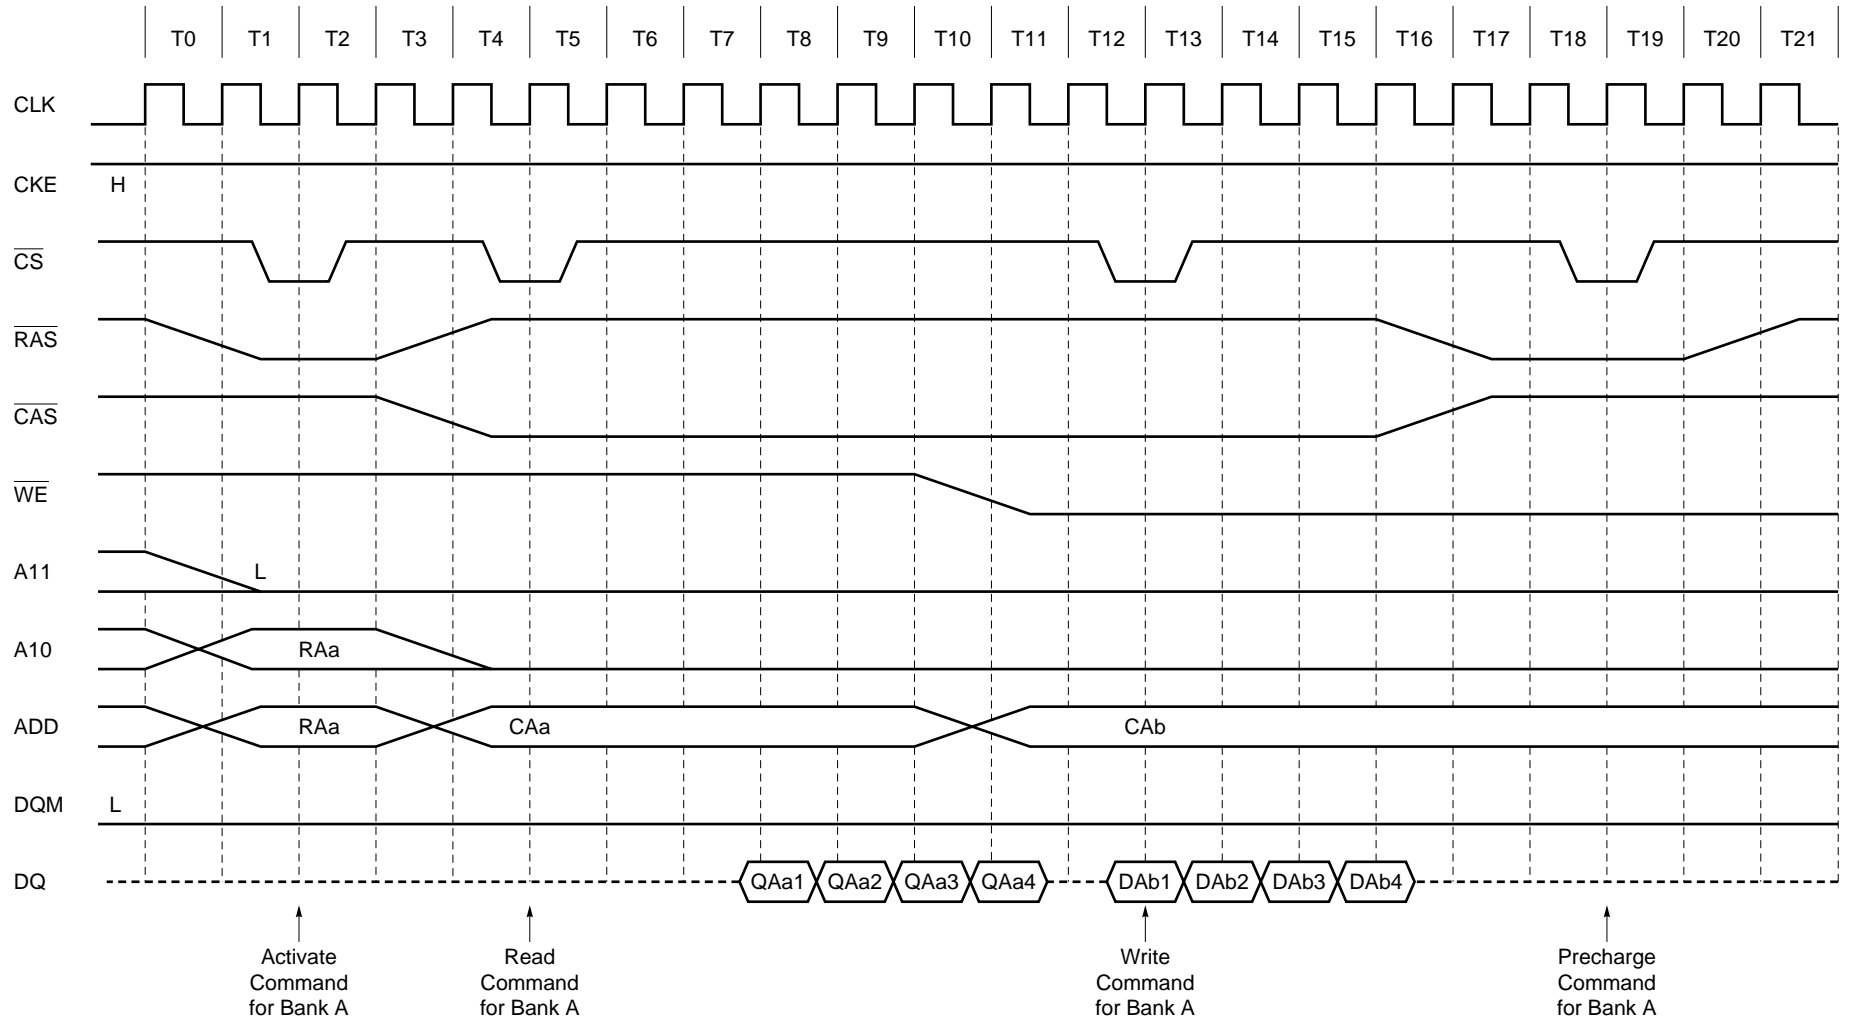 T0 T1 T2 T3 T4 T5 T6 T7 T8 T9 T10 T11 T12 T13 T14 T15 T16 T17 T18 T19 T20 T21
CLK
CKE H
CS
RAS
CAS
WE
A11 L
A10 RAa
ADD RAa CAa CAb
DQM L
DQ QAa1 QAa2 QAa3 QAa4 DAb1 DAb2 DAb3 DAb4
Activate
Command
for Bank A
Read
Command
for Bank A
Write
Command
for Bank A
Precharge
Command
for Bank A